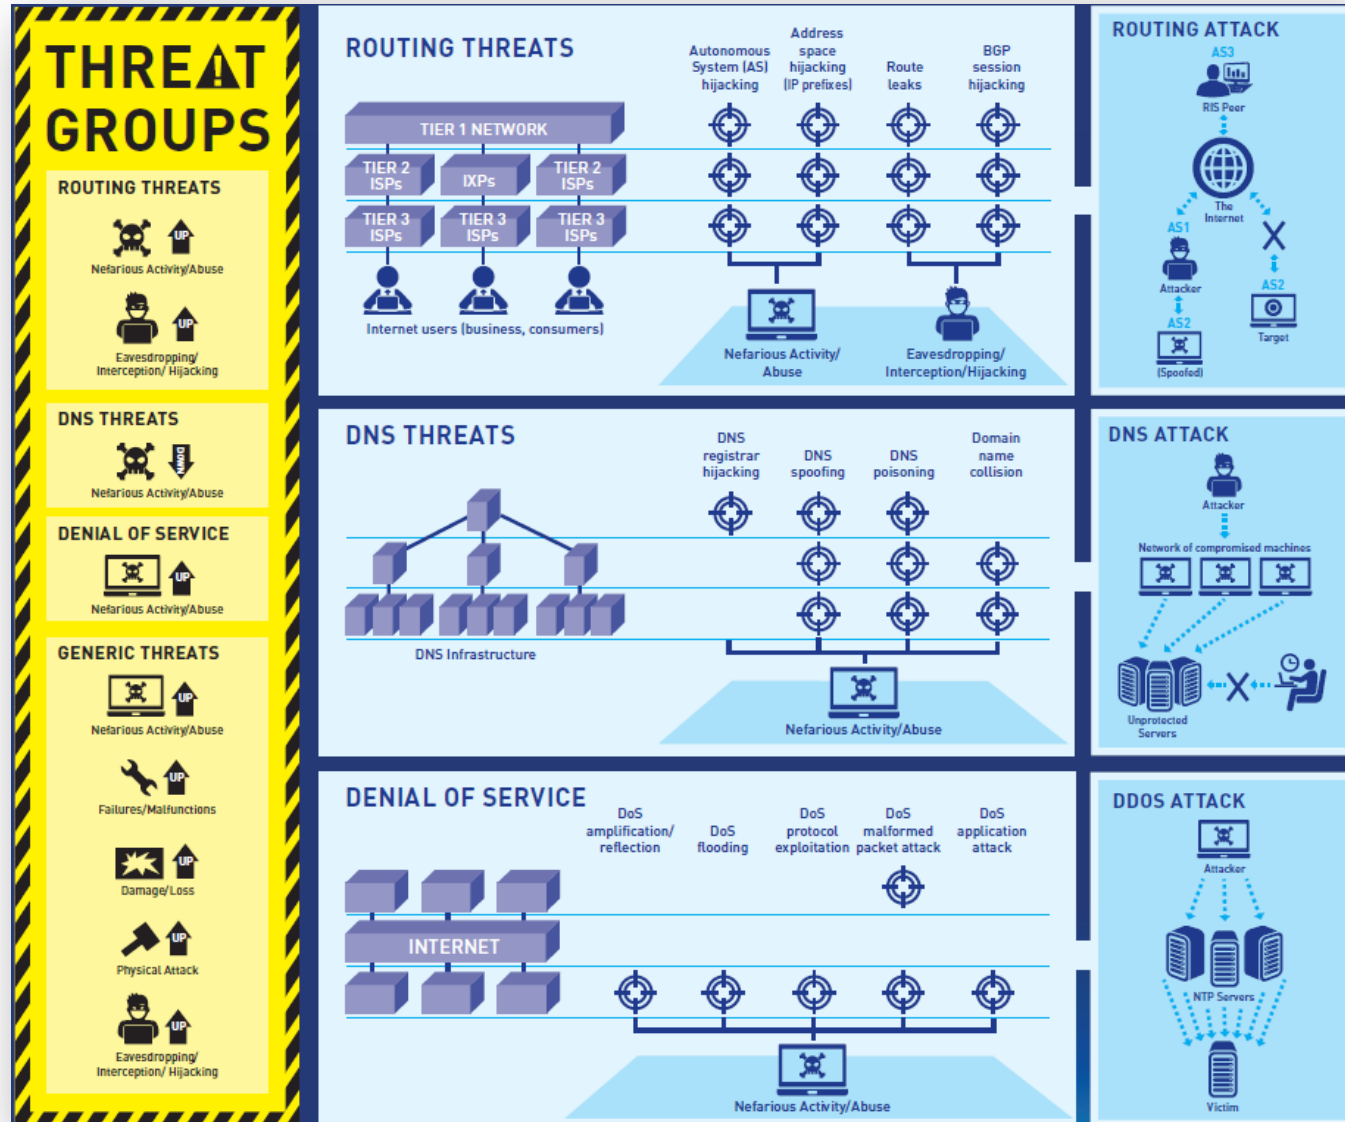 THREAT
GROUPS
ROUTING THREATS
UP
Nefarious Activity/Abuse
UP
Eavesdropping/
Interception/ Hijacking
DNS THREATS
DOWN
Nefarious Activity/Abuse
DENIAL OF SERVICE
UP
Nefarious Activity/Abuse
GENERIC THREATS
UP
Nefarious Activity/Abuse
UP
Failures/Malfunctions
UP
Damage/Loss
UP
Physical Attack
UP
Eavesdropping/
Interception/ Hijacking
ROUTING THREATS
Autonomous
System (AS)
hijacking
Address
space
hijacking
(IP prefixes)
Route
leaks
BGP
session
hijacking
TIER 1 NETWORK
TIER 2
ISPs
IXPs
TIER 2
ISPs
TIER 3
ISPs
TIER 3
ISPs
TIER 3
ISPs
Internet users (business, consumers)
Nefarious Activity/
Abuse
Eavesdropping/
Interception/Hijacking
ROUTING ATTACK
AS3
RIS Peer
The
Internet
AS1
Attacker
AS2
(Spoofed)
AS2
Target
DNS THREATS
DNS
registrar
hijacking
DNS
spoofing
DNS
poisoning
Domain
name
collision
DNS Infrastructure
Nefarious Activity/Abuse
DNS ATTACK
Attacker
Network of compromised machines
Unprotected
Servers
DENIAL OF SERVICE
DoS
amplification/
reflection
DoS
flooding
DoS
protocol
exploitation
DoS
malformed
packet attack
DoS
application
attack
INTERNET
Nefarious Activity/Abuse
DDOS ATTACK
Attacker
NTP Servers
Victim